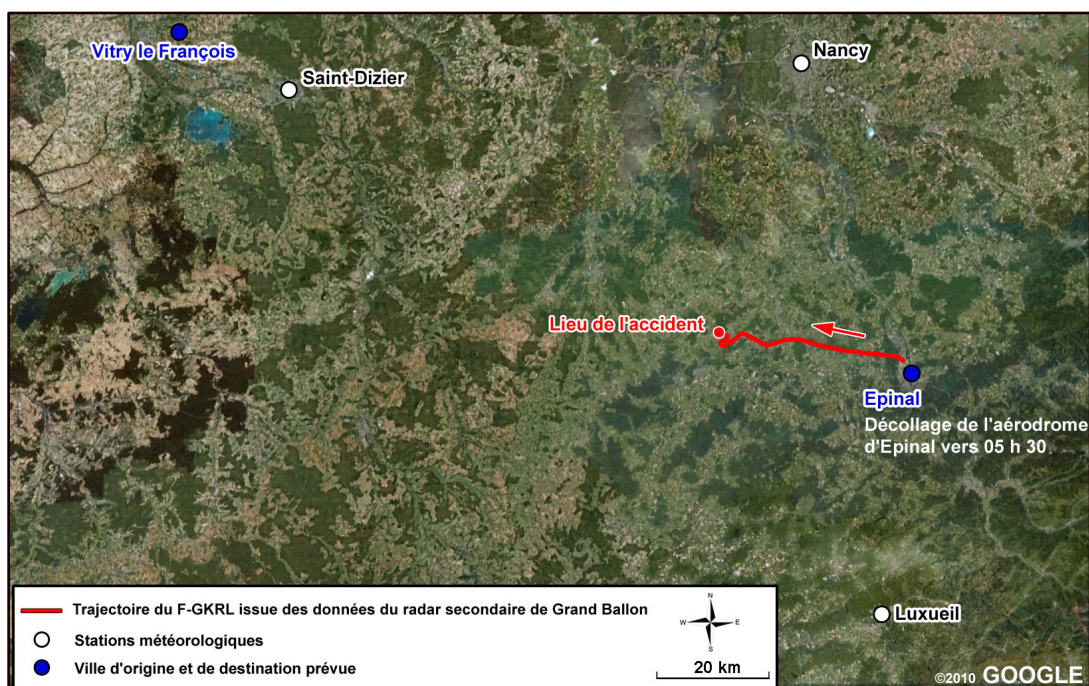 Vitry le François
Saint-Dizier
Nancy
Lieu de l'accident
Epinal
Décollage de l'aérodrome
d'Epinal vers 05 h 30
Trajectoire du F-GKRL issue des données du radar secondaire de Grand Ballon
Stations météorologiques
Ville d'origine et de destination prévue
N
W E
S
20 km
Luxueil
©2010 GOOGLE